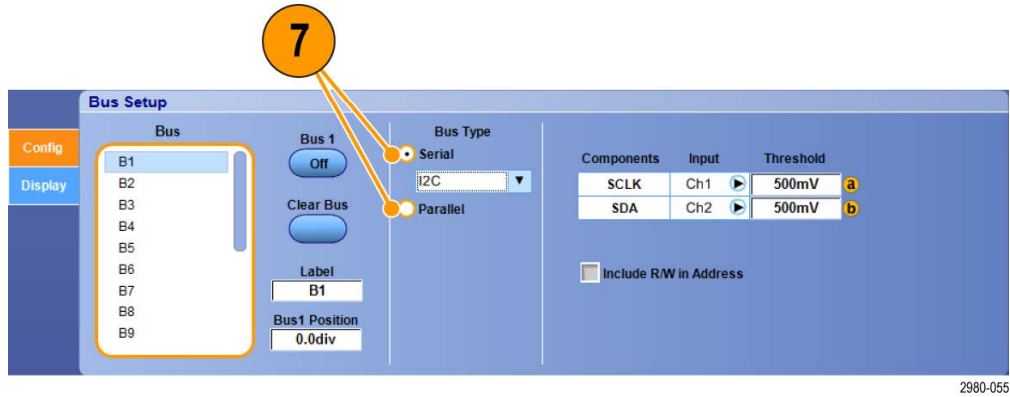 7
Bus Setup
Config
Display
Bus
B1
B2
B3
B4
B5
B6
B7
B8
B9
Bus 1
Off
Clear Bus
Label
B1
Bus1 Position
0.0div
Bus Type
Serial
I2C
Parallel
Components Input Threshold
SCLK Ch1 500mV a
SDA Ch2 500mV b
Include R/W in Address
2980-055